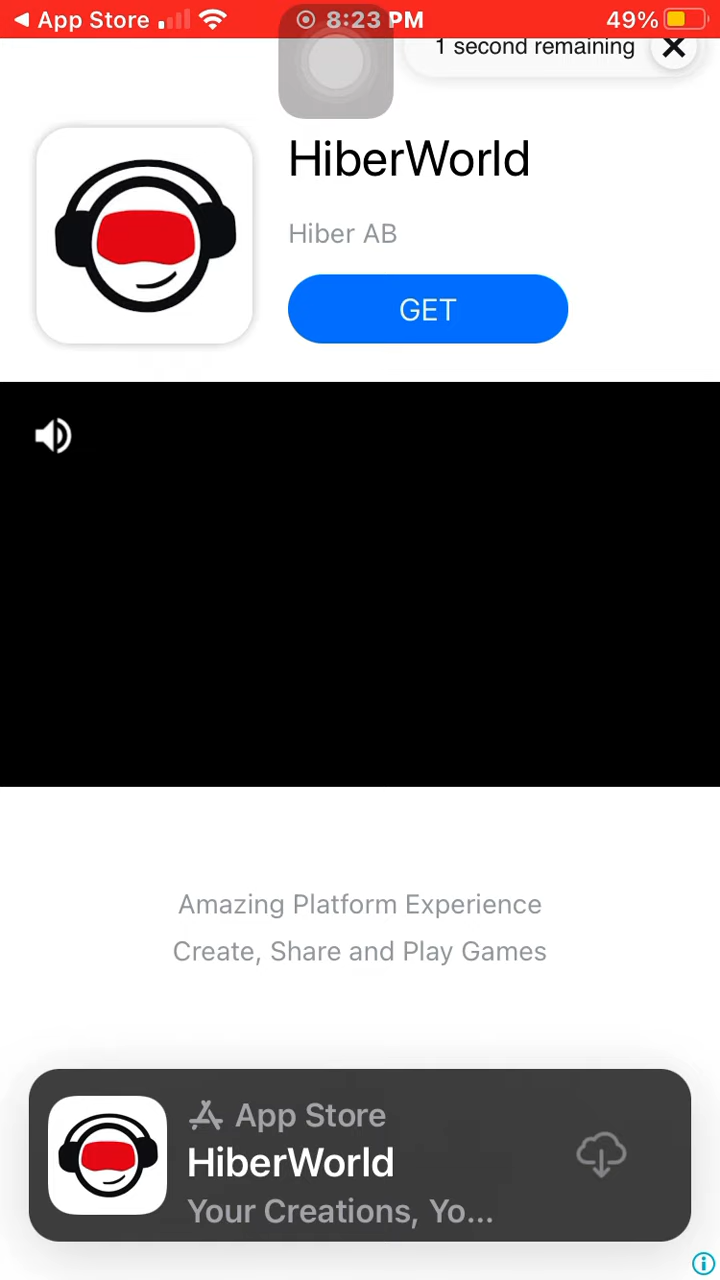 App Store 8:23 PM 49%
1 second remaining
HiberWorld
Hiber AB
GET
Amazing Platform Experience
Create, Share and Play Games
App Store
HiberWorld
Your Creations, Yo...